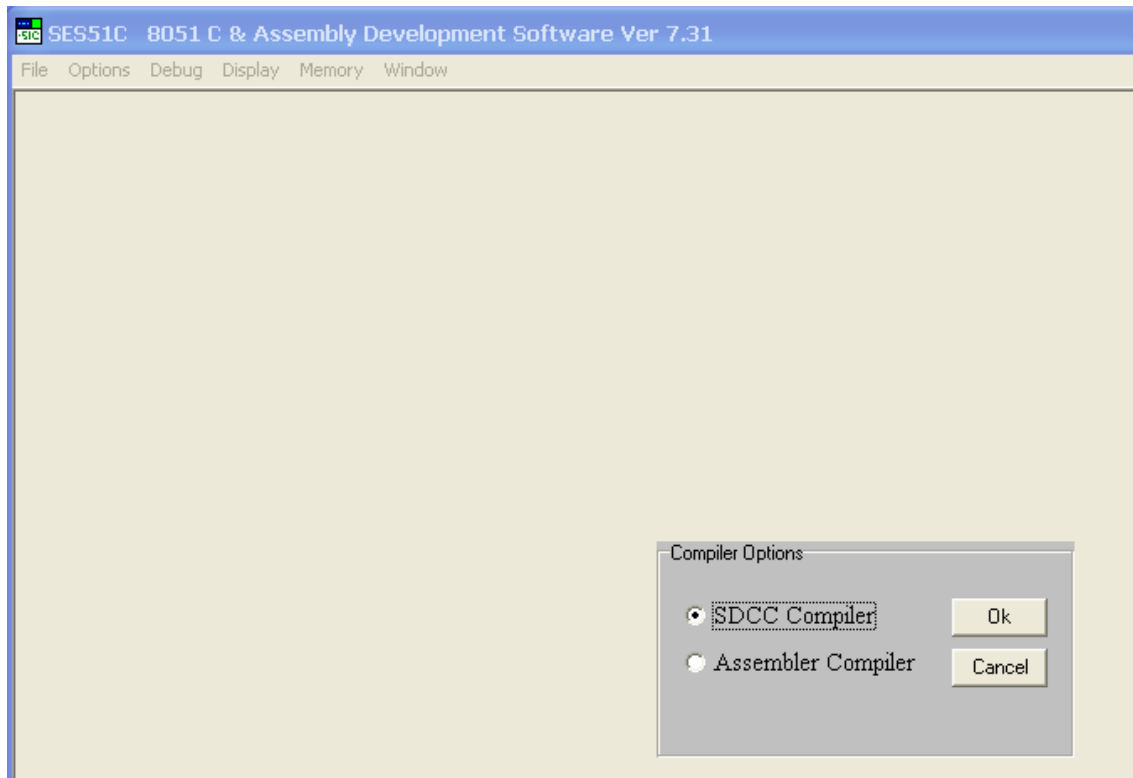 SES51C 8051 C & Assembly Development Software Ver 7.31
File Options Debug Display Memory Window
Compiler Options
SDCC Compiler Ok
Assembler Compiler Cancel